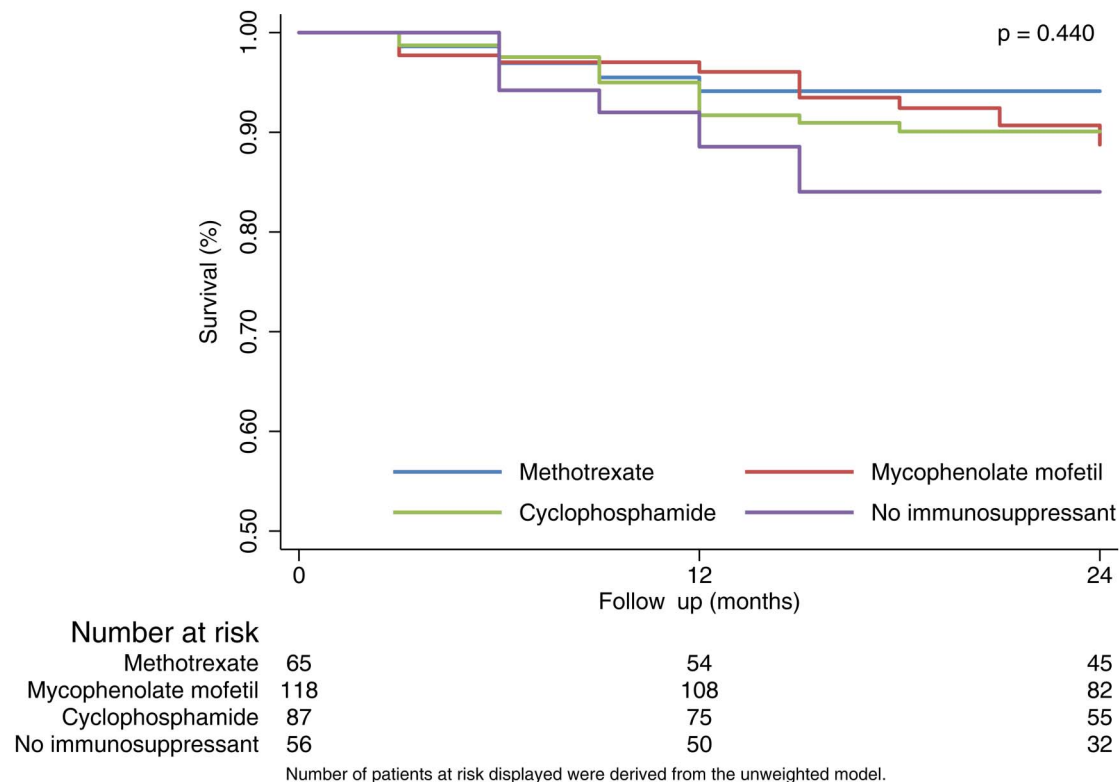 p = 0.440
1.00
0.90
0.80
0.70
0.60
0.50
Survival (%)
Methotrexate
Mycophenolate mofetil
Cyclophosphamide
No immunosuppressant
0 12 24
Follow up (months)
Number at risk
Methotrexate 65 54 45
Mycophenolate mofetil 118 108 82
Cyclophosphamide 87 75 55
No immunosuppressant 56 50 32
Number of patients at risk displayed were derived from the unweighted model.